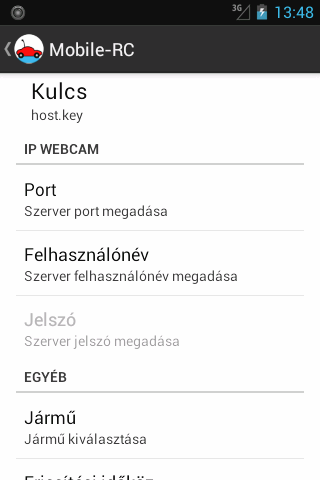 3G 13:48
Mobile-RC
Kulcs
host.key
IP WEBCAM
Port
Szerver port megadása
Felhasználónév
Szerver felhasználónév megadása
Jelszó
Szerver jelszó megadása
EGYÉB
Jármű
Jármű kiválasztása